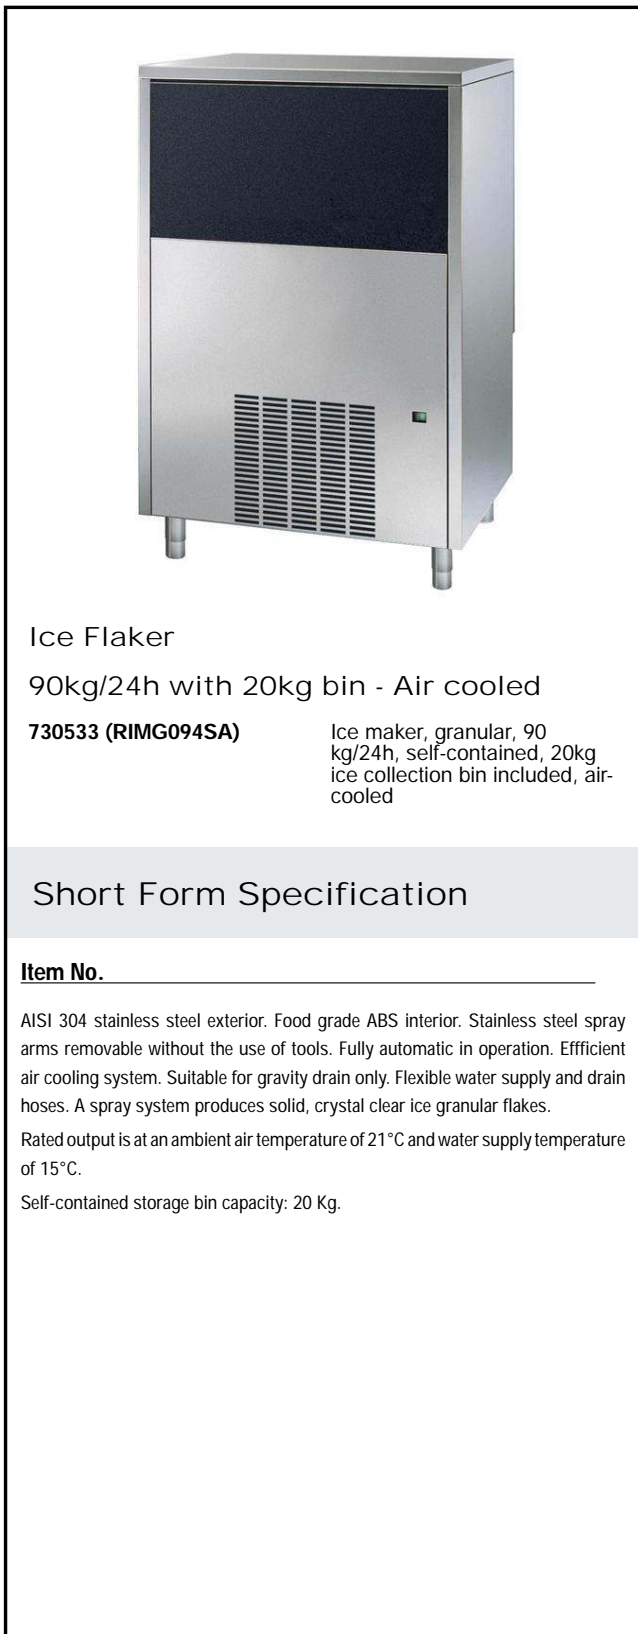 Ice Flaker
90kg/24h with 20kg bin - Air cooled
730533 (RIMG094SA)
Ice maker, granular, 90
kg/24h, self-contained, 20kg
ice collection bin included, air-
cooled
Short Form Specification
Item No.
AISI 304 stainless steel exterior. Food grade ABS interior. Stainless steel spray
arms removable without the use of tools. Fully automatic in operation. Effficient
air cooling system. Suitable for gravity drain only. Flexible water supply and drain
hoses. A spray system produces solid, crystal clear ice granular flakes.
Rated output is at an ambient air temperature of 21°C and water supply temperature
of 15°C.
Self-contained storage bin capacity: 20 Kg.